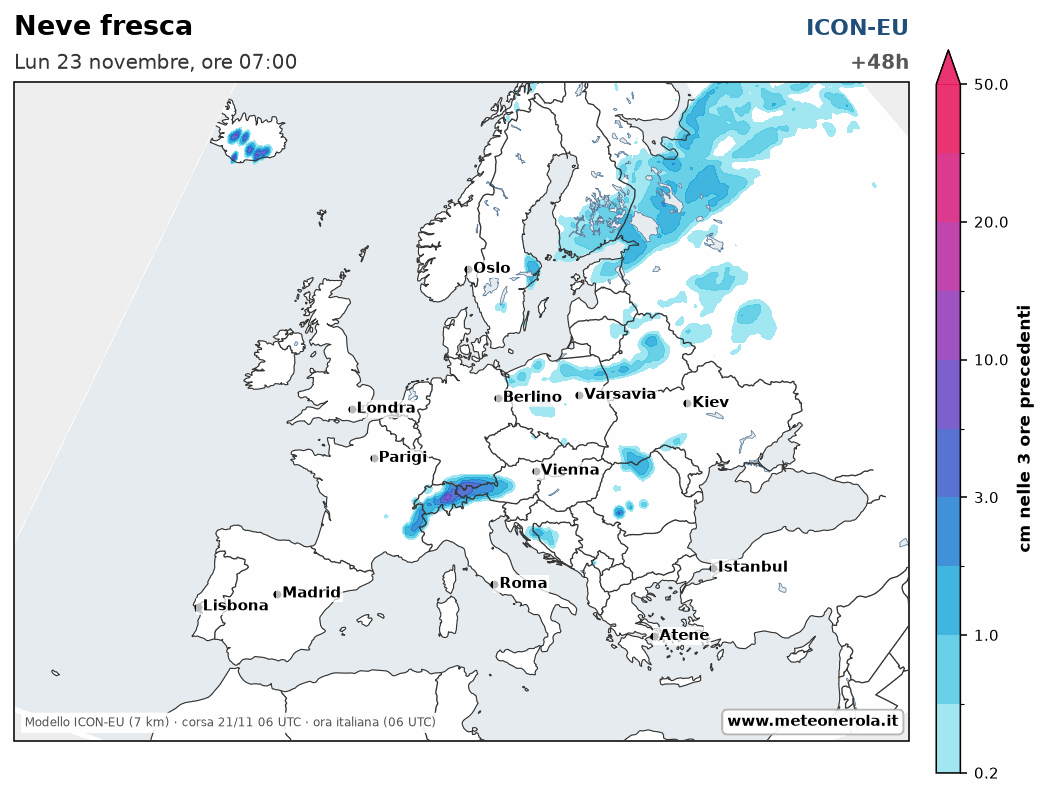 Neve fresca
ICON-EU
Lun 23 novembre, ore 07:00
+48h
50.0
20.0
10.0
3.0
1.0
0.2
cm nelle 3 ore precedenti
Oslo
Londra
Berlino
Varsavia
Kiev
Parigi
Vienna
Istanbul
Roma
Madrid
Lisbona
Atene
Modello ICON-EU (7 km) · corsa 21/11 06 UTC · ora italiana (06 UTC)
www.meteonerola.it